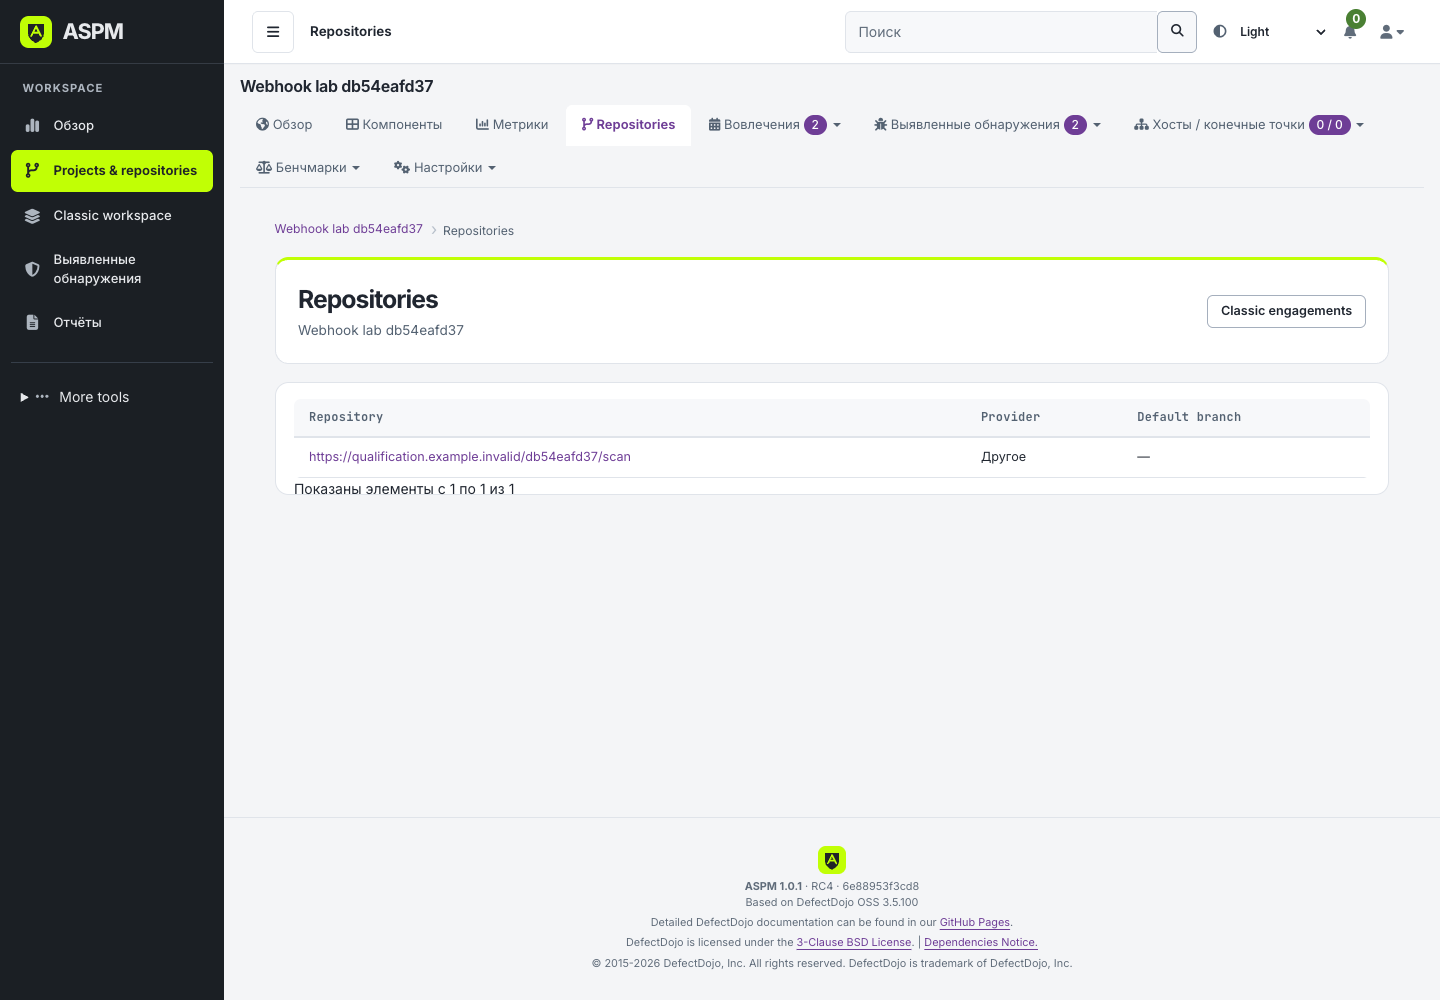 ASPM
Repositories
Поиск
Light
0
WORKSPACE
Обзор
Projects & repositories
Classic workspace
Выявленные
обнаружения
Отчёты
More tools
Webhook lab db54eafd37
Обзор
Компоненты
Метрики
Repositories
Вовлечения 2
Выявленные обнаружения 2
Хосты / конечные точки 0 / 0
Бенчмарки
Настройки
Webhook lab db54eafd37 › Repositories
Repositories
Webhook lab db54eafd37
Classic engagements
Repository Provider Default branch
https://qualification.example.invalid/db54eafd37/scan Другое —
Показаны элементы с 1 по 1 из 1
ASPM 1.0.1 · RC4 · 6e88953f3cd8
Based on DefectDojo OSS 3.5.100
Detailed DefectDojo documentation can be found in our GitHub Pages.
DefectDojo is licensed under the 3-Clause BSD License. | Dependencies Notice.
© 2015-2026 DefectDojo, Inc. All rights reserved. DefectDojo is trademark of DefectDojo, Inc.